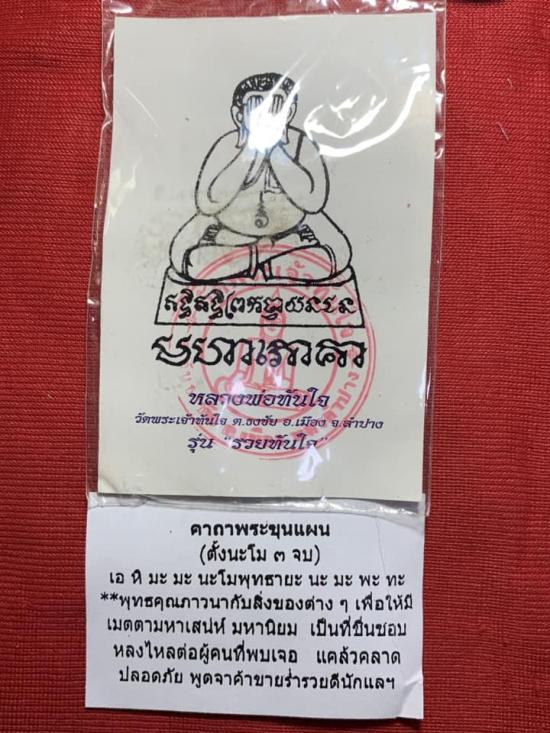 มหาโภคา
หลวงพ่อทันใจ
วัดพระเจ้าทันใจ ต.ธงชัย อ.เมือง จ.ลำปาง
รุ่น "รวยทันใจ"
คาถาพระขุนแผน
(ตั้งนะโม ๓ จบ)
เอ หิ มะ มะ นะโมพุทธายะ นะ มะ พะ ทะ
**พุทธคุณภาวนากับสิ่งของต่าง ๆ เพื่อให้มี
เมตตามหาเสน่ห์ มหานิยม เป็นที่ชื่นชอบ
หลงไหลต่อผู้คนที่พบเจอ แคล้วคลาด
ปลอดภัย พูดจาค้าขายร่ำรวยดีนักแลฯ